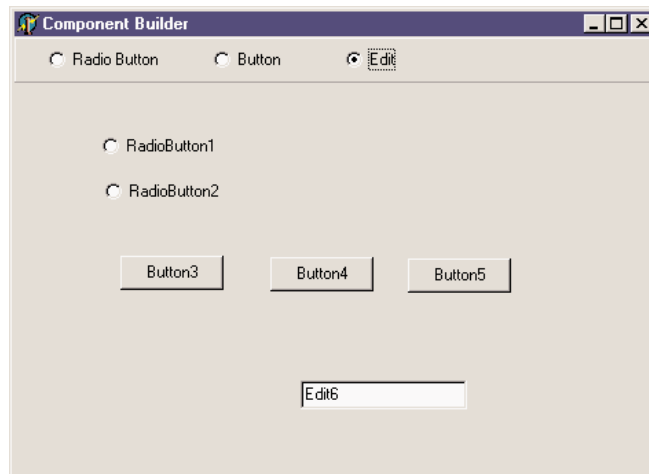 Component Builder
Radio Button Button Edit
RadioButton1
RadioButton2
Button3 Button4 Button5
Edit6